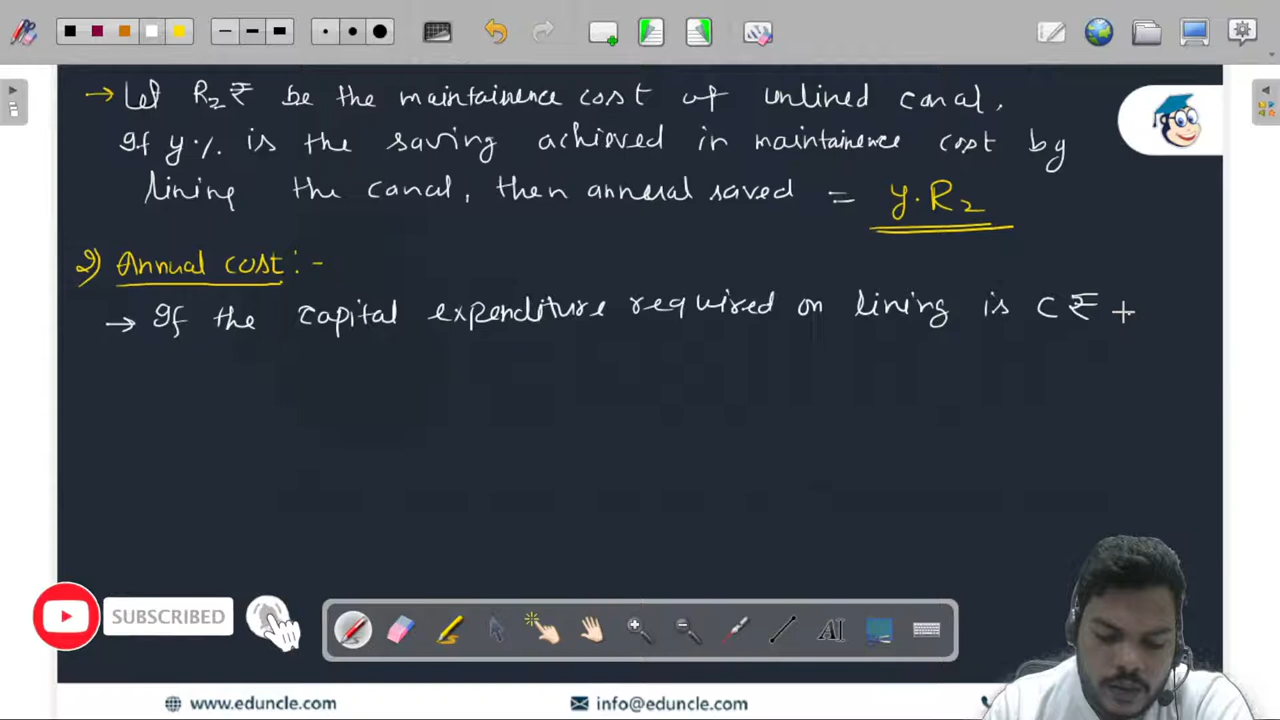 → Let R₂ ₹ be the maintainence cost of unlined canal.
If y % is the saving achieved in maintainence cost by
lining the canal, then annual saved = y.R₂
2) Annual cost :-
→ If the capital expenditure required on lining is C ₹ +
SUBSCRIBED
AI
www.eduncle.com info@eduncle.com